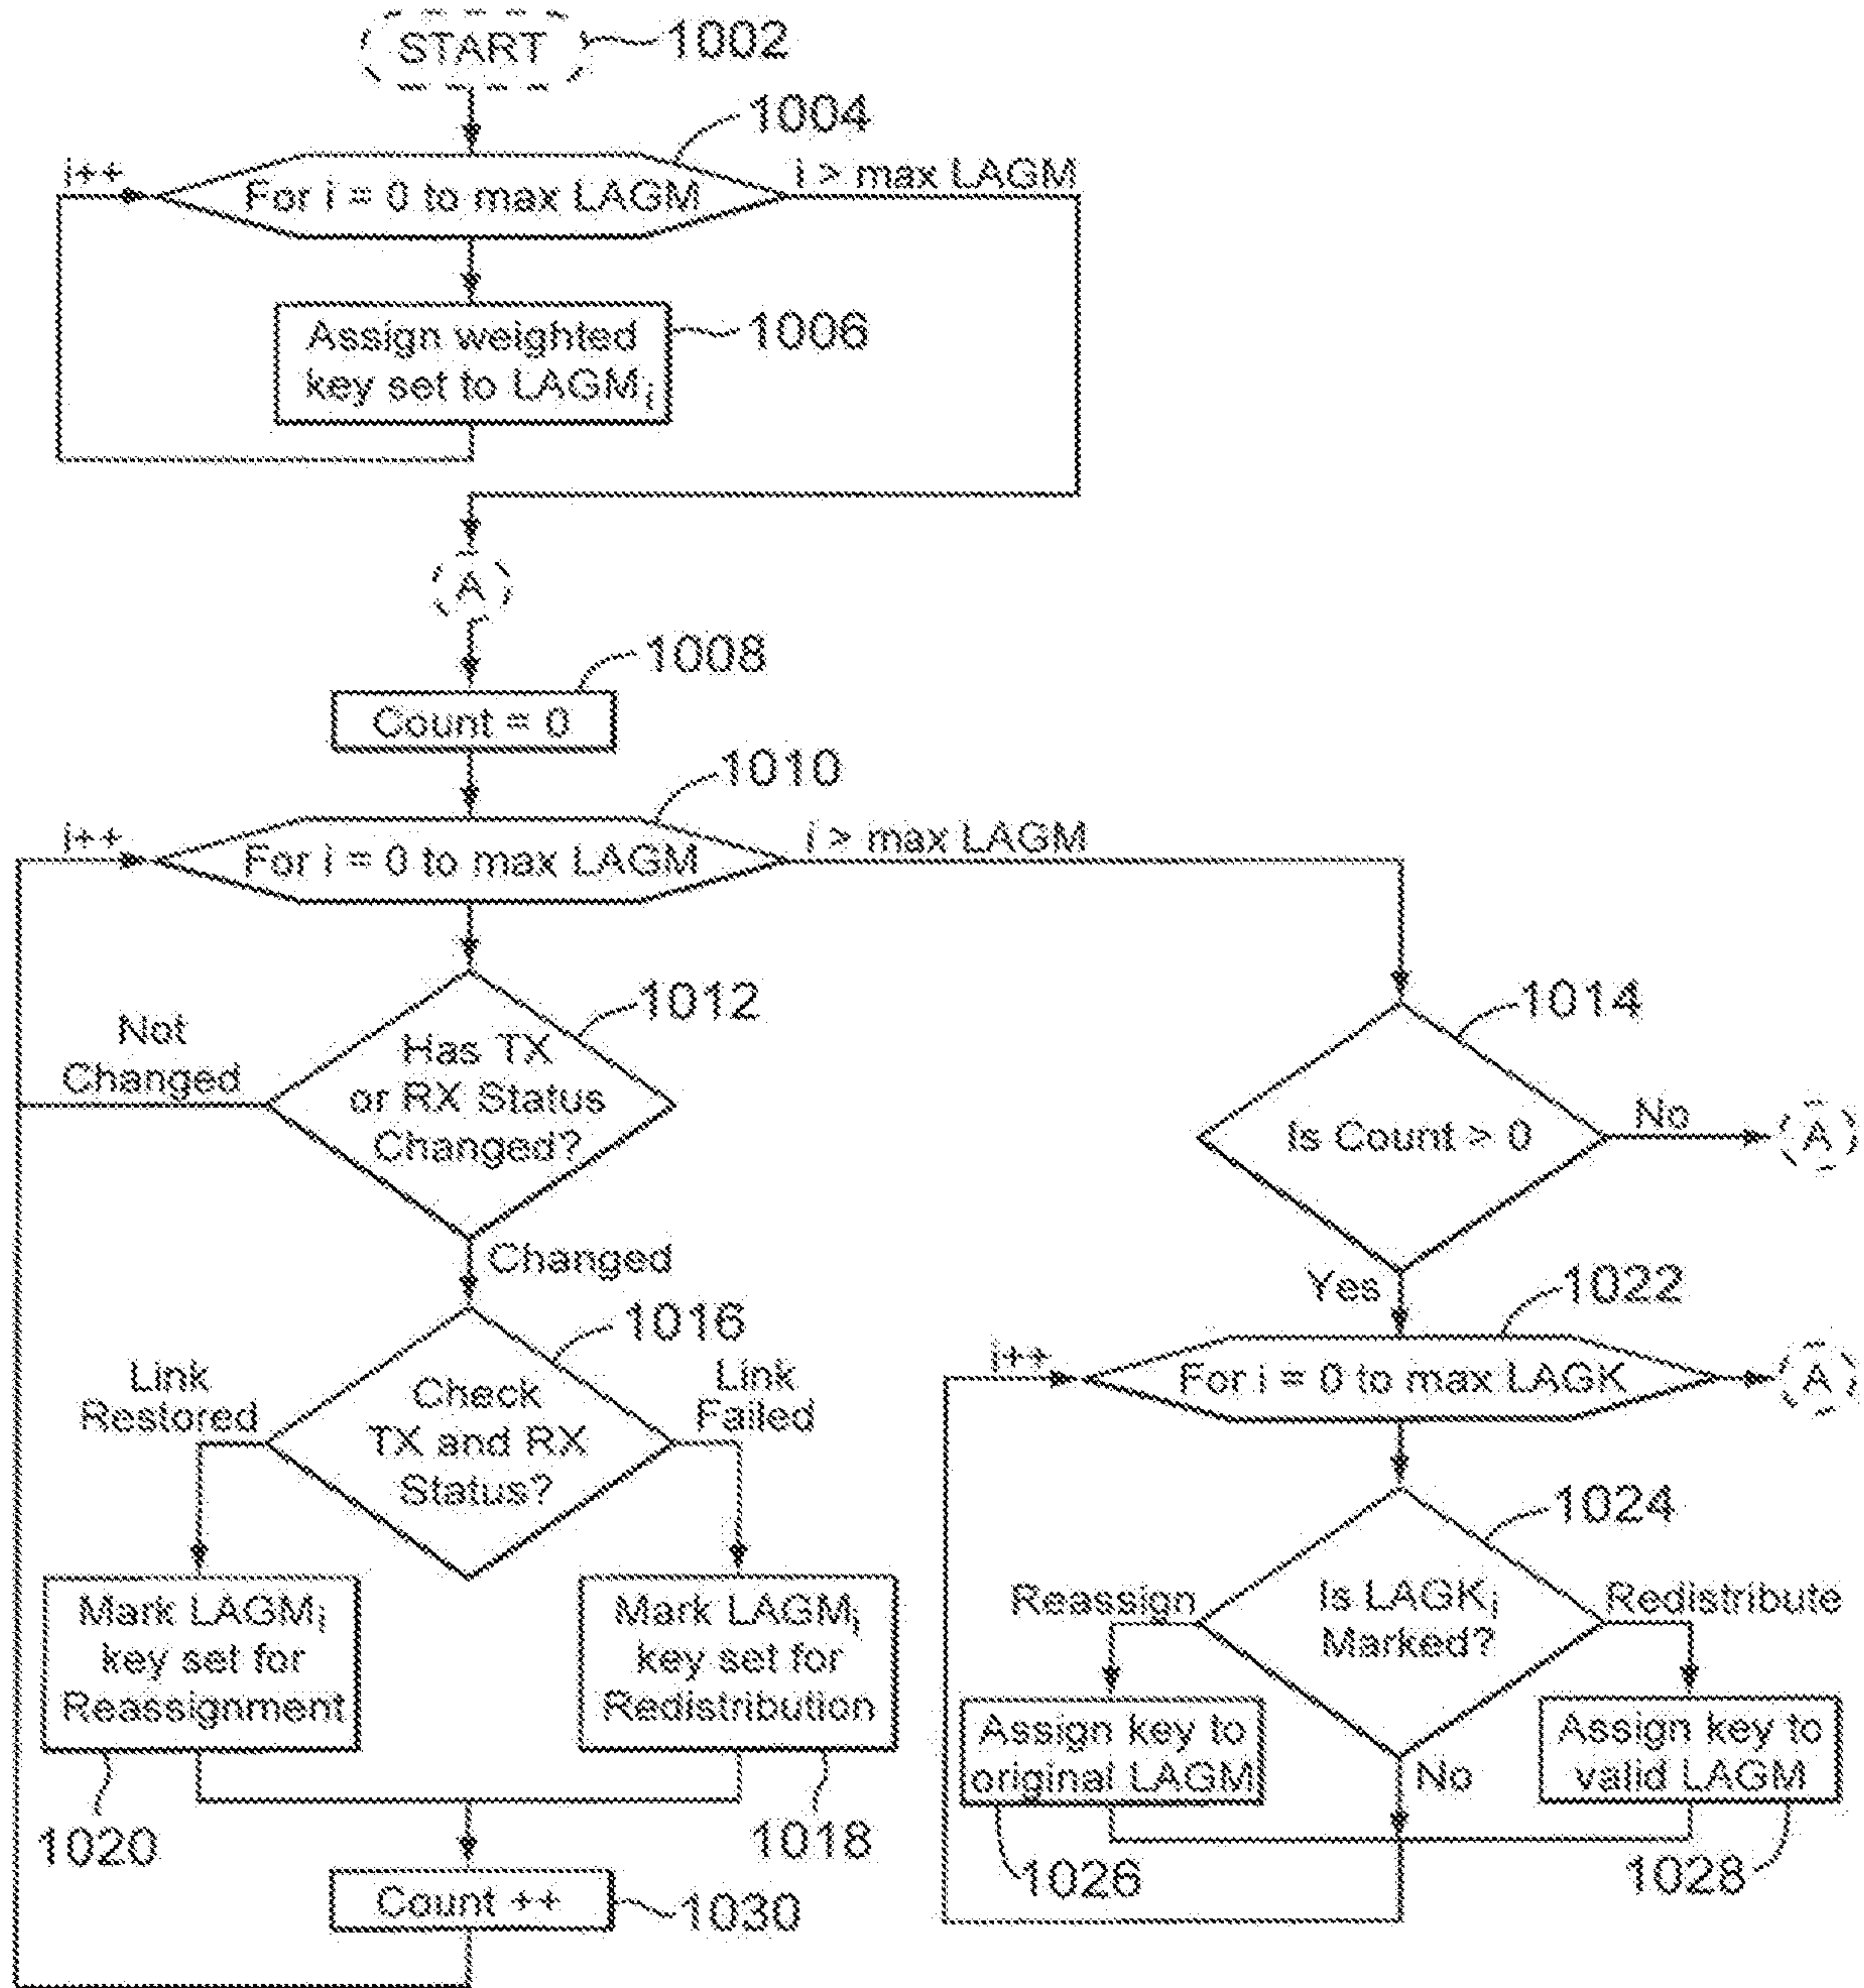 START
1002
1004
i++
For i = 0 to max LAGM
i > max LAGM
Assign weighted
key set to LAGMi
1006
A
1008
Count = 0
1010
i++
For i = 0 to max LAGM
i > max LAGM
1012
Not
Changed
Has TX
or RX Status
Changed?
Changed
1016
Link
Restored
Check
TX and RX
Status?
Link
Failed
Mark LAGMi
key set for
Reassignment
1020
Mark LAGMi
key set for
Redistribution
1018
Count ++
1030
1014
Is Count > 0
No
A
Yes
1022
i++
For i = 0 to max LAGK
A
1024
Reassign
Is LAGKi
Marked?
Redistribute
No
Assign key to
original LAGM
1026
Assign key to
valid LAGM
1028